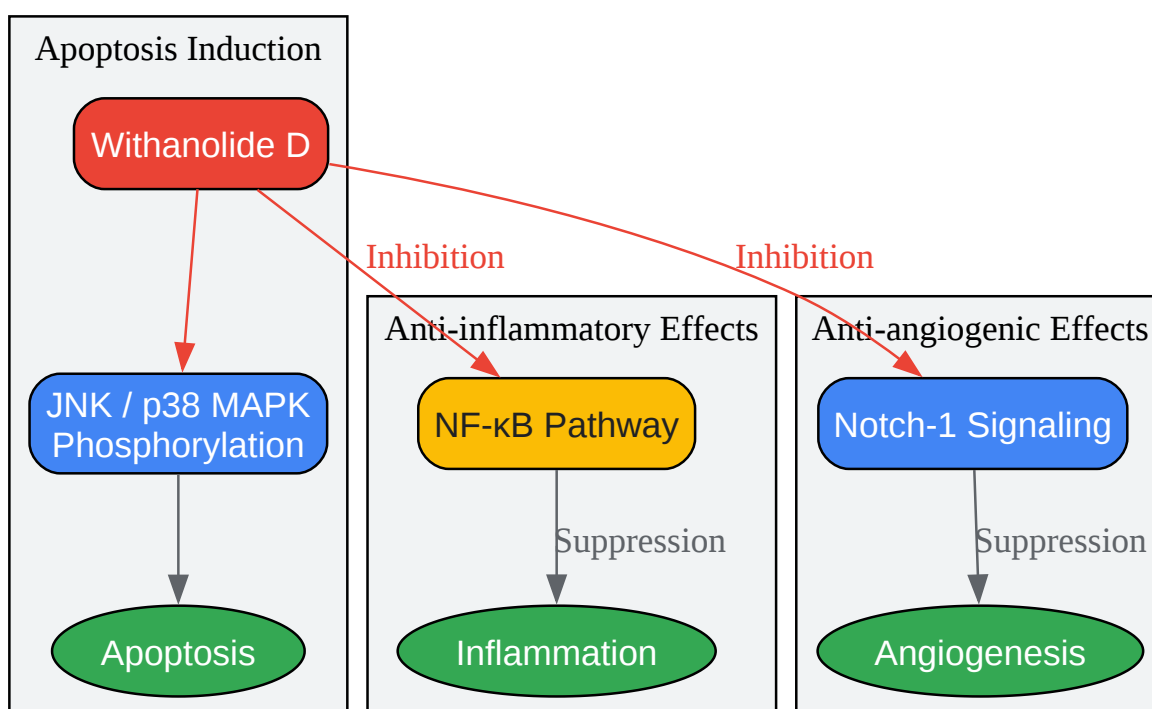 Apoptosis Induction
Withanolide D
Inhibition
Inhibition
Anti-inflammatory Effects
Anti-angiogenic Effects
JNK / p38 MAPK
Phosphorylation
NF-κB Pathway
Notch-1 Signaling
Suppression
Suppression
Apoptosis
Inflammation
Angiogenesis